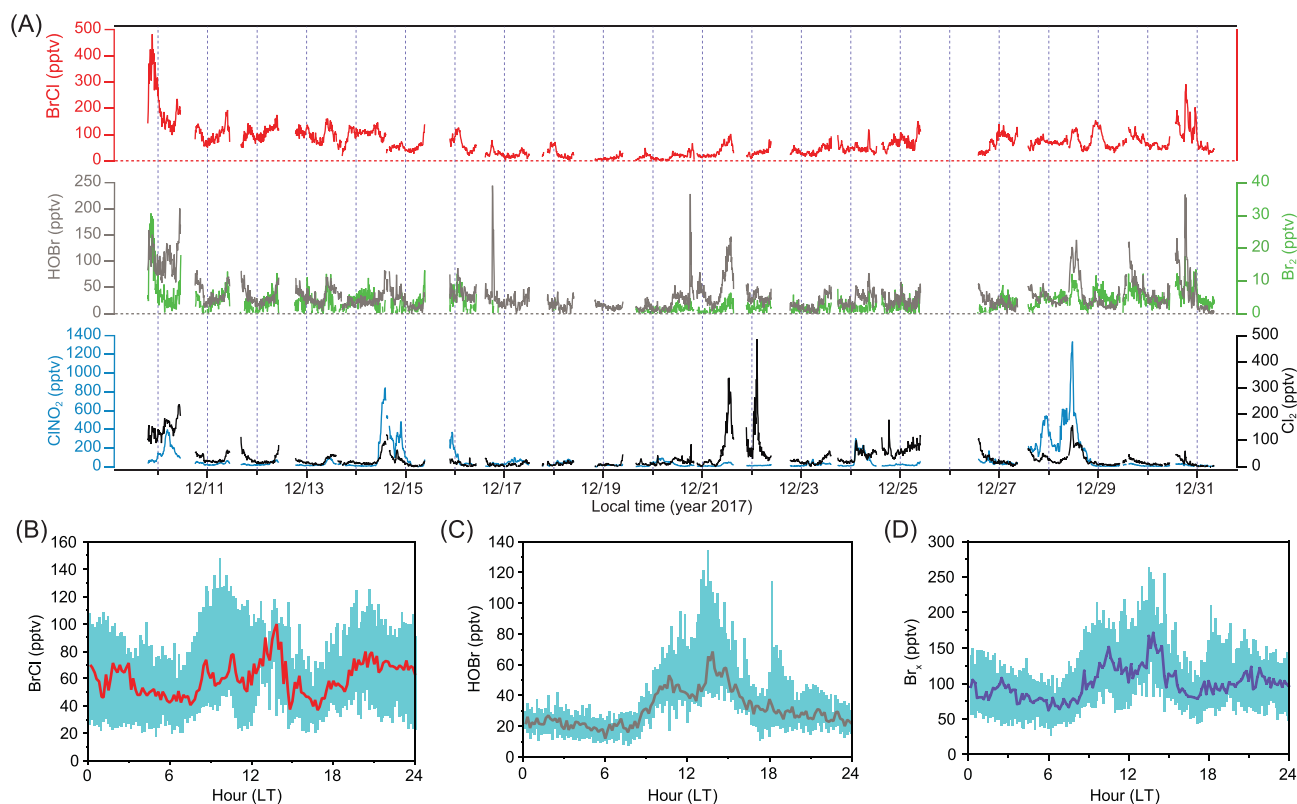 (A)
BrCl (pptv)
500
400
300
200
100
0
HOBr (pptv)
250
200
150
100
50
0
Br₂ (pptv)
40
30
20
10
0
ClNO₂ (pptv)
1400
1200
1000
800
600
400
200
0
Cl₂ (pptv)
500
400
300
200
100
0
12/11 12/13 12/15 12/17 12/19 12/21 12/23 12/25 12/27 12/29 12/31
Local time (year 2017)
(B)
BrCl (pptv)
160
140
120
100
80
60
40
20
0
0 6 12 18 24
Hour (LT)
(C)
HOBr (pptv)
140
120
100
80
60
40
20
0
0 6 12 18 24
Hour (LT)
(D)
Brₓ (pptv)
300
250
200
150
100
50
0
0 6 12 18 24
Hour (LT)